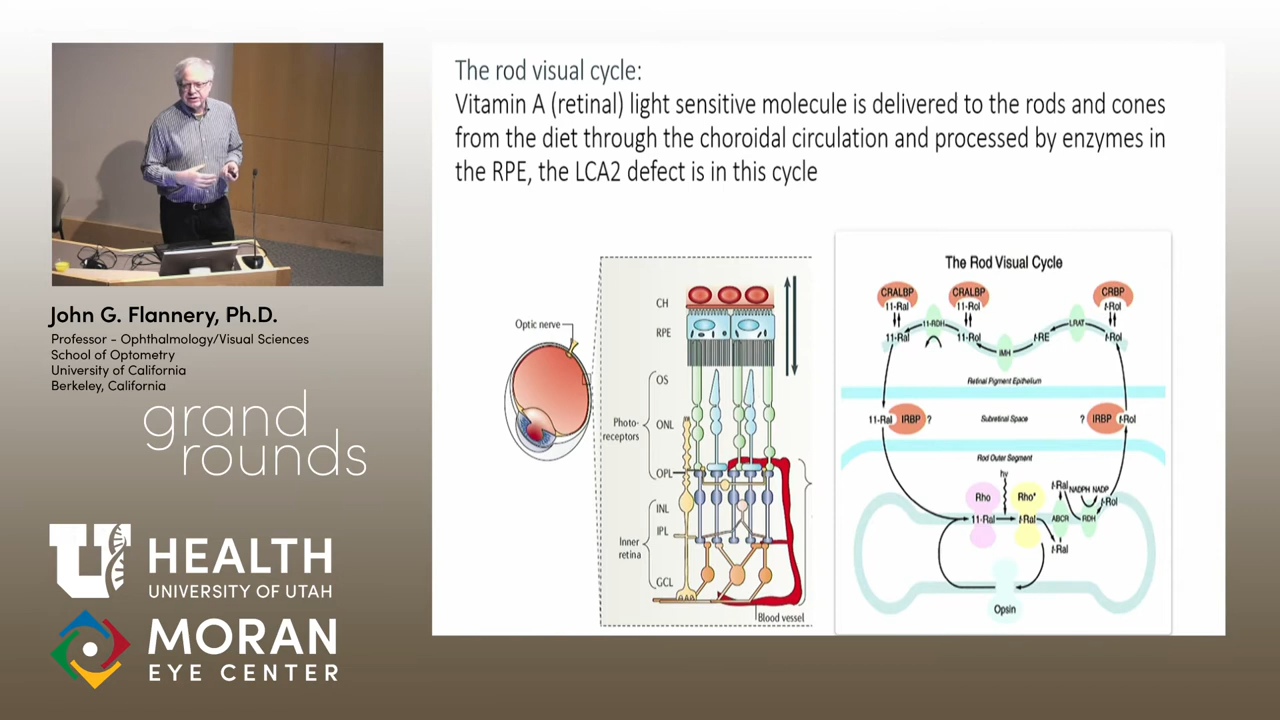 The rod visual cycle:
Vitamin A (retinal) light sensitive molecule is delivered to the rods and cones
from the diet through the choroidal circulation and processed by enzymes in
the RPE, the LCA2 defect is in this cycle
John G. Flannery, Ph.D.
Professor - Ophthalmology/Visual Sciences
School of Optometry
University of California
Berkeley, California
grand
rounds
U HEALTH
UNIVERSITY OF UTAH
MORAN
EYE CENTER
Optic nerve
CH
RPE
OS
Photo-
receptors
ONL
OPL
INL
IPL
Inner
retina
GCL
Blood vessel
The Rod Visual Cycle
CRALBP CRALBP CRBP
11-Ral 11-Rol t-Rol
11-RDH LRAT
11-Ral 11-Rol IMH t-RE t-Rol
Retinal Pigment Epithelium
11-Ral IRBP ? Subretinal Space ? IRBP t-Rol
Rod Outer Segment
hν
Rho Rho* t-Ral NADPH NADP
t-Rol
11-Ral t-Ral ABCR RDH
t-Ral
Opsin